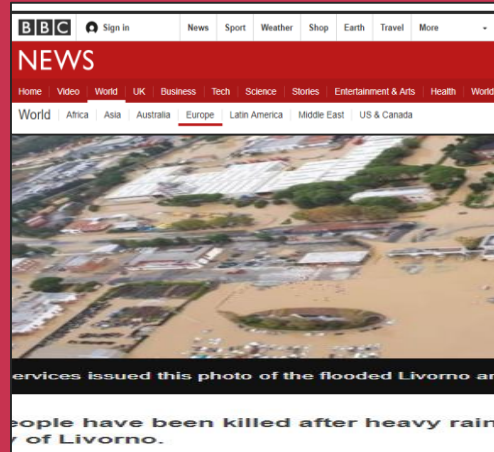 BBC Sign in News Sport Weather Shop Earth Travel More
NEWS
Home Video World UK Business Tech Science Stories Entertainment & Arts Health World
World Africa Asia Australia Europe Latin America Middle East US & Canada
ervices issued this photo of the flooded Livorno
eople have been killed after heavy rain
of Livorno.